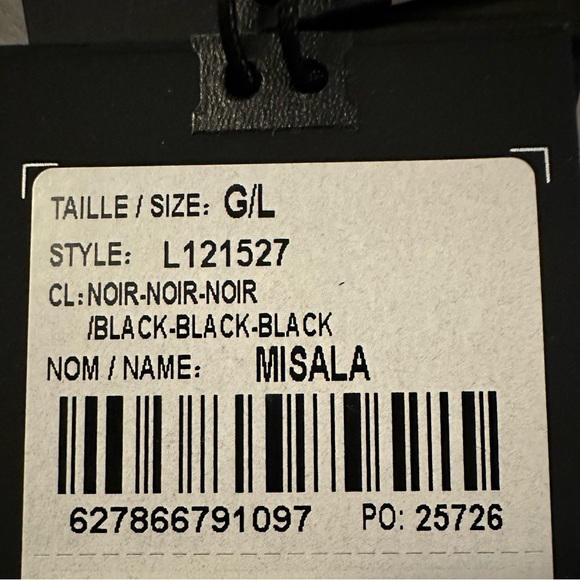 TAILLE / SIZE: G/L
STYLE: L121527
CL:NOIR-NOIR-NOIR
/BLACK-BLACK-BLACK
NOM / NAME: MISALA
627866791097 PO: 25726